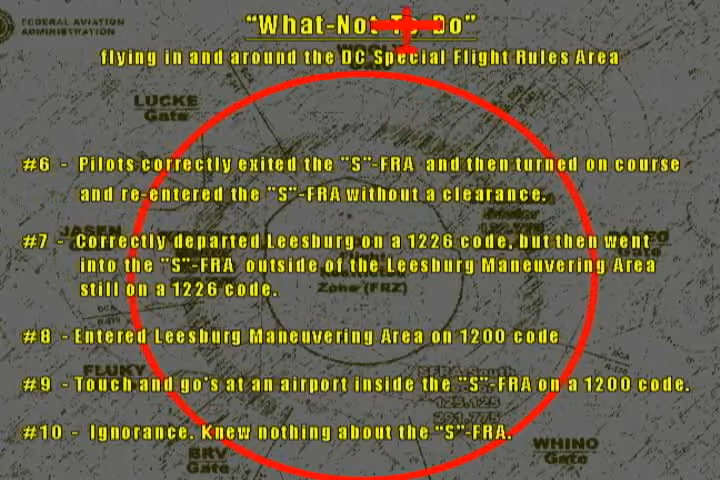 FEDERAL AVIATION
ADMINISTRATION
"What-Not-To-Do"
flying in and around the DC Special Flight Rules Area
LUCKE
Gate
#6 - Pilots correctly exited the "S"-FRA and then turned on course
and re-entered the "S"-FRA without a clearance.
JASEN
#7 - Correctly departed Leesburg on a 1226 code, but then went
into the "S"-FRA outside of the Leesburg Maneuvering Area
still on a 1226 code.
Zone (FRZ)
#8 - Entered Leesburg Maneuvering Area on 1200 code
FLUKY
#9 - Touch and go's at an airport inside the "S"-FRA on a 1200 code.
#10 - Ignorance. Knew nothing about the "S"-FRA.
BRV
Gate
WHINO
Gate